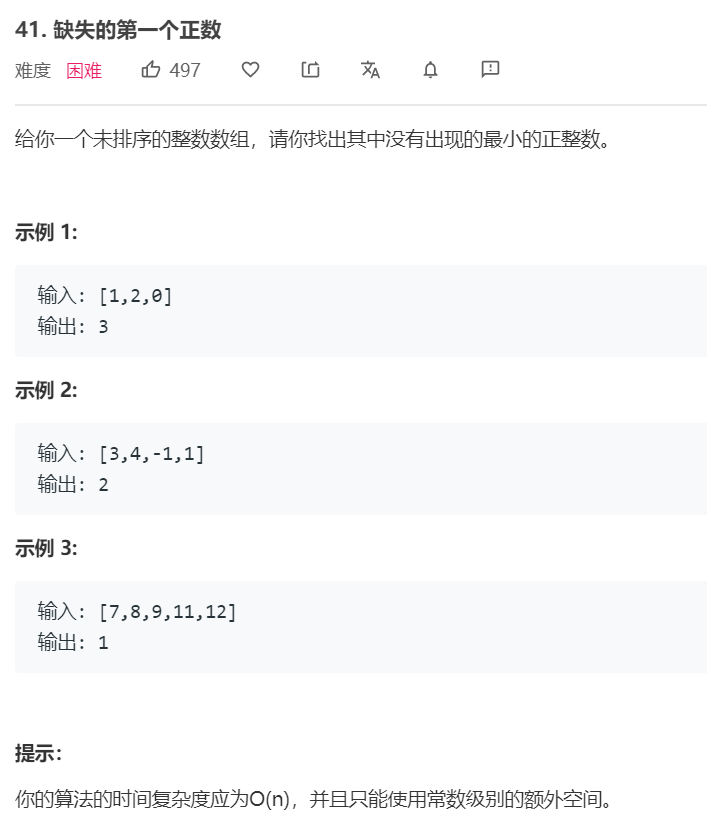 41. 缺失的第一个正数
难度 困难 497
给你一个未排序的整数数组，请你找出其中没有出现的最小的正整数。
示例 1:
输入: [1,2,0]
输出: 3
示例 2:
输入: [3,4,-1,1]
输出: 2
示例 3:
输入: [7,8,9,11,12]
输出: 1
提示：
你的算法的时间复杂度应为O(n)，并且只能使用常数级别的额外空间。